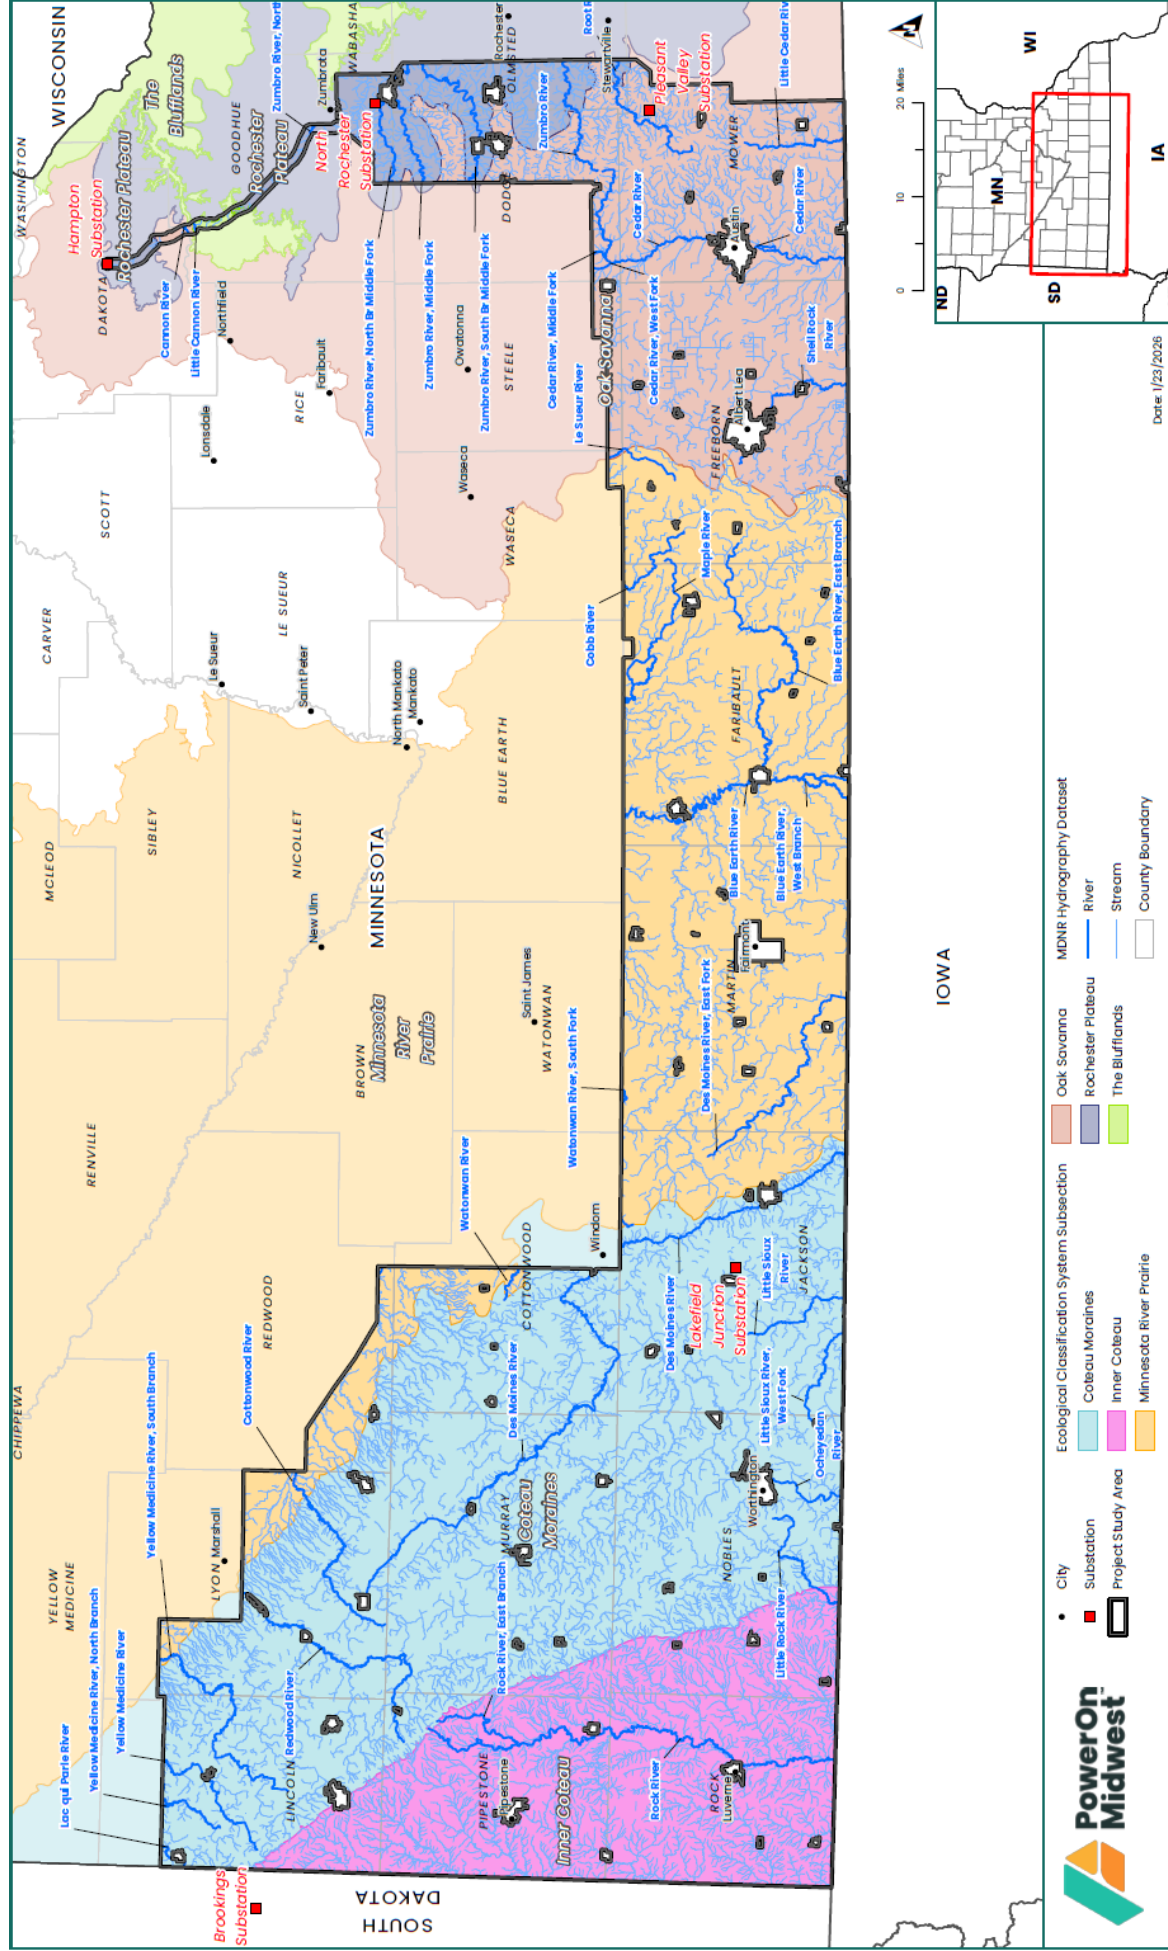 WASHINGTON
WISCONSIN
CHIPPEWA
MCLEOD
CARVER
SCOTT
DAKOTA
Hampton
Substation
Rochester Plateau
The
Blufflands
GOODHUE
Rochester
Plateau
WABASHA
Zumbro River, North
Zumbrota
North
Rochester
Substation
Cannon River
Little Cannon River
Northfield
Lonsdale
RICE
Faribault
LE SUEUR
Le Sueur
Saint Peter
SIBLEY
NICOLLET
RENVILLE
YELLOW
MEDICINE
Lac qui Parle River
Yellow Medicine River, North Branch
Yellow Medicine River
Yellow Medicine River, South Branch
LYON
Marshall
Cottonwood River
REDWOOD
BROWN
New Ulm
MINNESOTA
Minnesota
River
Prairie
North Mankato
Mankato
BLUE EARTH
WASECA
Waseca
STEELE
Owatonna
DODGE
OLMSTED
Rochester
Zumbro River, North Br Middle Fork
Zumbro River, Middle Fork
Zumbro River, South Br Middle Fork
Zumbro River
Root R
Stewartville
Pleasant
Valley
Substation
Little Cedar Riv
MOWER
Cedar River
Cedar River
Austin
Cedar River, Middle Fork
Cedar River, West Fork
Oak Savanna
Le Sueur River
Shell Rock
River
Albert Lea
FREEBORN
Cobb River
Maple River
Blue Earth River, East Branch
FARIBAULT
Blue Earth River
Blue Earth River,
West Branch
Fairmont
MARTIN
Des Moines River, East Fork
Saint James
WATONWAN
Watonwan River, South Fork
Watonwan River
COTTONWOOD
Windom
Des Moines River
Lakefield
Junction
Substation
JACKSON
Little Sioux
River
Little Sioux River,
West Fork
Ocheyedan
River
Worthington
NOBLES
Des Moines River
MURRAY
Coteau
Moraines
Rock River, East Branch
Little Rock River
Redwood River
LINCOLN
PIPESTONE
Pipestone
Inner Coteau
Rock River
ROCK
Luverne
Brookings
Substation
SOUTH
DAKOTA
IOWA
N
0
10
20 Miles
ND
MN
SD
WI
IA
Date: 1/23/2026
PowerOn
Midwest™
City
Substation
Project Study Area
Ecological Classification System Subsection
Coteau Moraines
Inner Coteau
Minnesota River Prairie
Oak Savanna
Rochester Plateau
The Blufflands
MDNR Hydrography Dataset
River
Stream
County Boundary